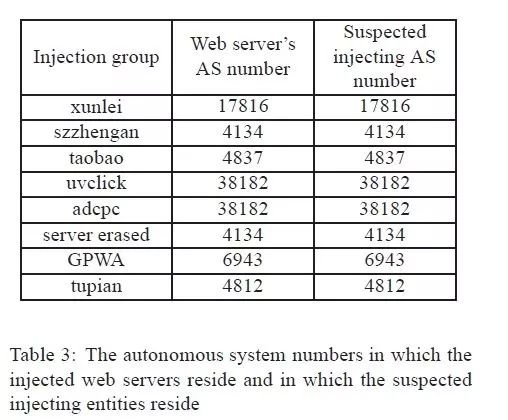 Injection group Web server's AS number Suspected injecting AS number
xunlei 17816 17816
szzhengan 4134 4134
taobao 4837 4837
uvclick 38182 38182
adcpc 38182 38182
server erased 4134 4134
GPWA 6943 6943
tupian 4812 4812
Table 3: The autonomous system numbers in which the
injected web servers reside and in which the suspected
injecting entities reside